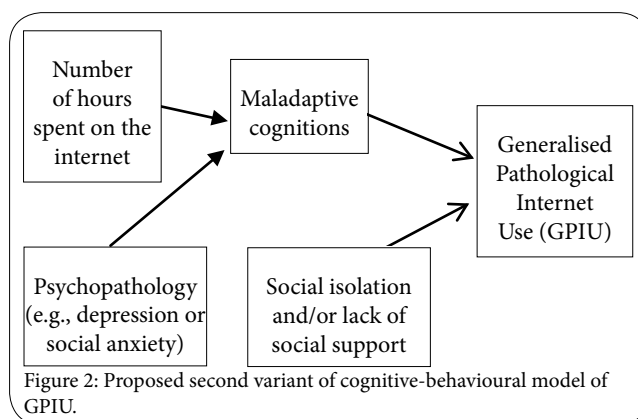 Number
of hours
spent on the
internet
Maladaptive
cognitions
Generalised
Pathological
Internet
Use (GPIU)
Psychopathology
(e.g., depression or
social anxiety)
Social isolation
and/or lack of
social support
Figure 2: Proposed second variant of cognitive-behavioural model of
GPIU.